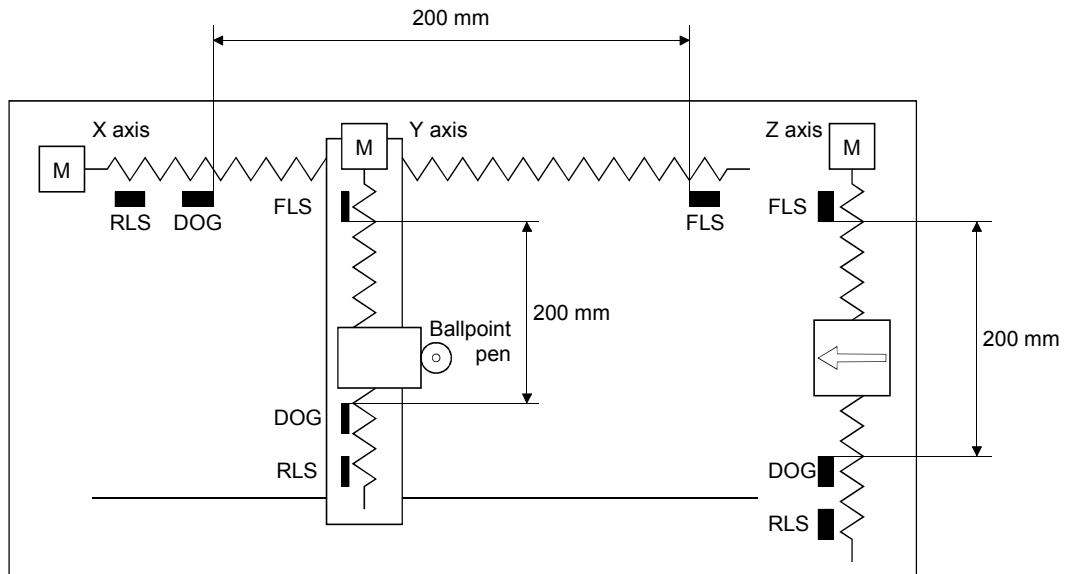 200 mm
X axis
Y axis
Z axis
M
M
M
RLS
DOG
FLS
FLS
FLS
200 mm
Ballpoint
pen
200 mm
DOG
RLS
DOG
RLS